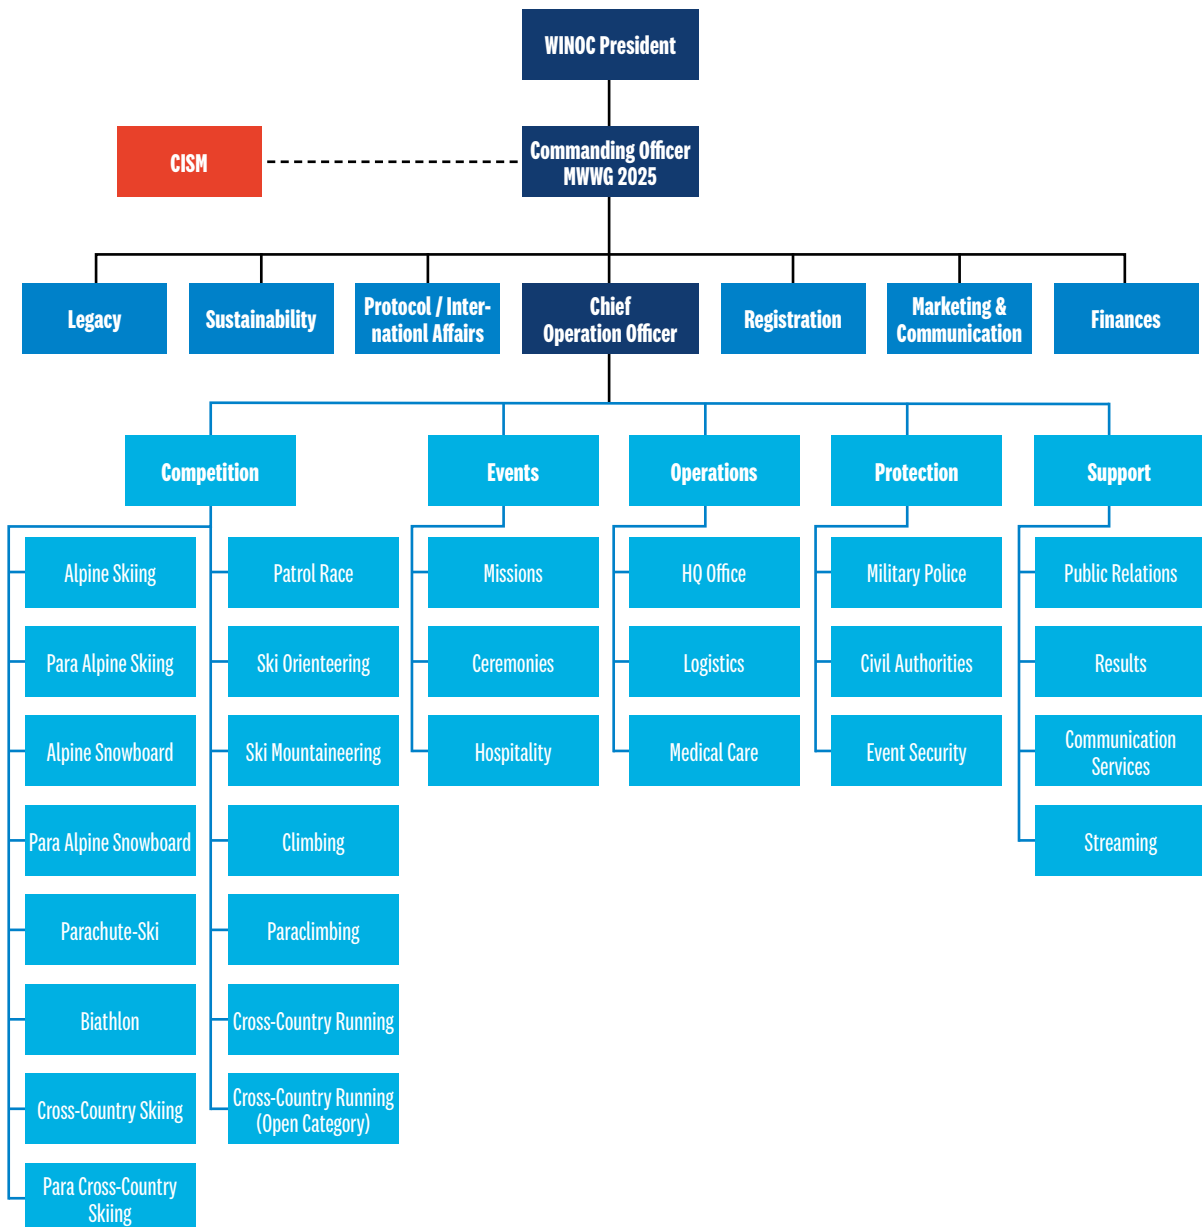 WINOC President
CISM
Commanding Officer
MWWG 2025
Legacy
Sustainability
Protocol / Inter-
nationl Affairs
Chief
Operation Officer
Registration
Marketing &
Communication
Finances
Competition
Events
Operations
Protection
Support
Alpine Skiing
Para Alpine Skiing
Alpine Snowboard
Para Alpine Snowboard
Parachute-Ski
Biathlon
Cross-Country Skiing
Para Cross-Country
Skiing
Patrol Race
Ski Orienteering
Ski Mountaineering
Climbing
Paraclimbing
Cross-Country Running
Cross-Country Running
(Open Category)
Missions
Ceremonies
Hospitality
HQ Office
Logistics
Medical Care
Military Police
Civil Authorities
Event Security
Public Relations
Results
Communication
Services
Streaming